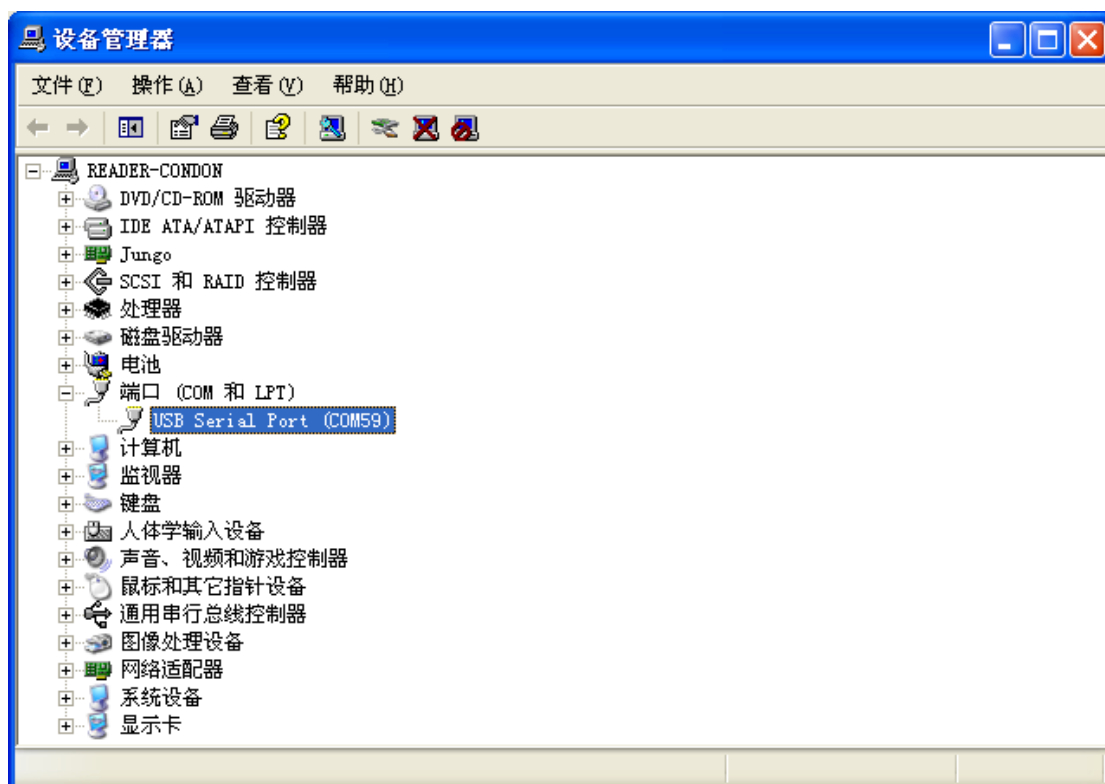 设备管理器
文件(F) 操作(A) 查看(V) 帮助(H)
READER-CONDON
DVD/CD-ROM 驱动器
IDE ATA/ATAPI 控制器
Jungo
SCSI 和 RAID 控制器
处理器
磁盘驱动器
电池
端口 (COM 和 LPT)
USB Serial Port (COM59)
计算机
监视器
键盘
人体学输入设备
声音、视频和游戏控制器
鼠标和其它指针设备
通用串行总线控制器
图像处理设备
网络适配器
系统设备
显示卡